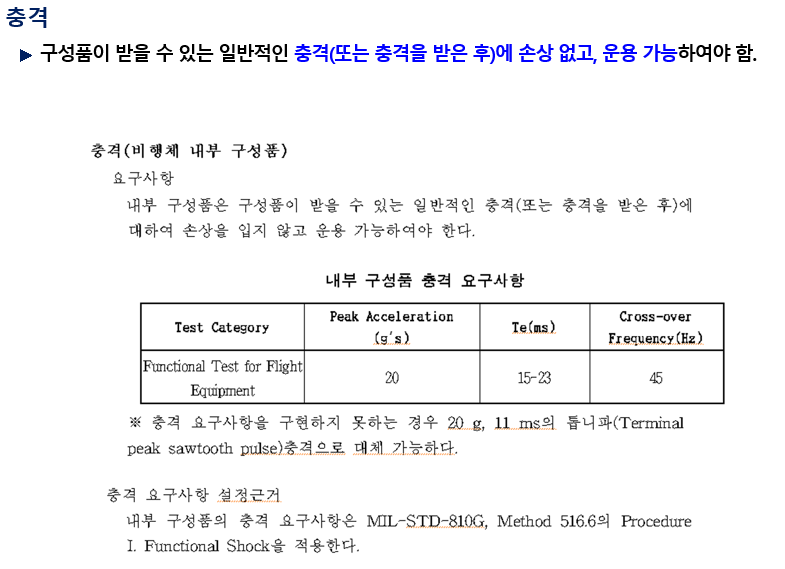 충격
▶ 구성품이 받을 수 있는 일반적인 충격(또는 충격을 받은 후)에 손상 없고, 운용 가능하여야 함.
충격(비행체 내부 구성품)
요구사항
내부 구성품은 구성품이 받을 수 있는 일반적인 충격(또는 충격을 받은 후)에
대하여 손상을 입지 않고 운용 가능하여야 한다.
내부 구성품 충격 요구사항
Test Category
Peak Acceleration
(g's)
Te(ms)
Cross-over
Frequency(Hz)
Functional Test for Flight
Equipment
20
15-23
45
※ 충격 요구사항을 구현하지 못하는 경우 20 g, 11 ms의 톱니파(Terminal
peak sawtooth pulse)충격으로 대체 가능하다.
충격 요구사항 설정근거
내부 구성품의 충격 요구사항은 MIL-STD-810G, Method 516.6의 Procedure
I. Functional Shock을 적용한다.